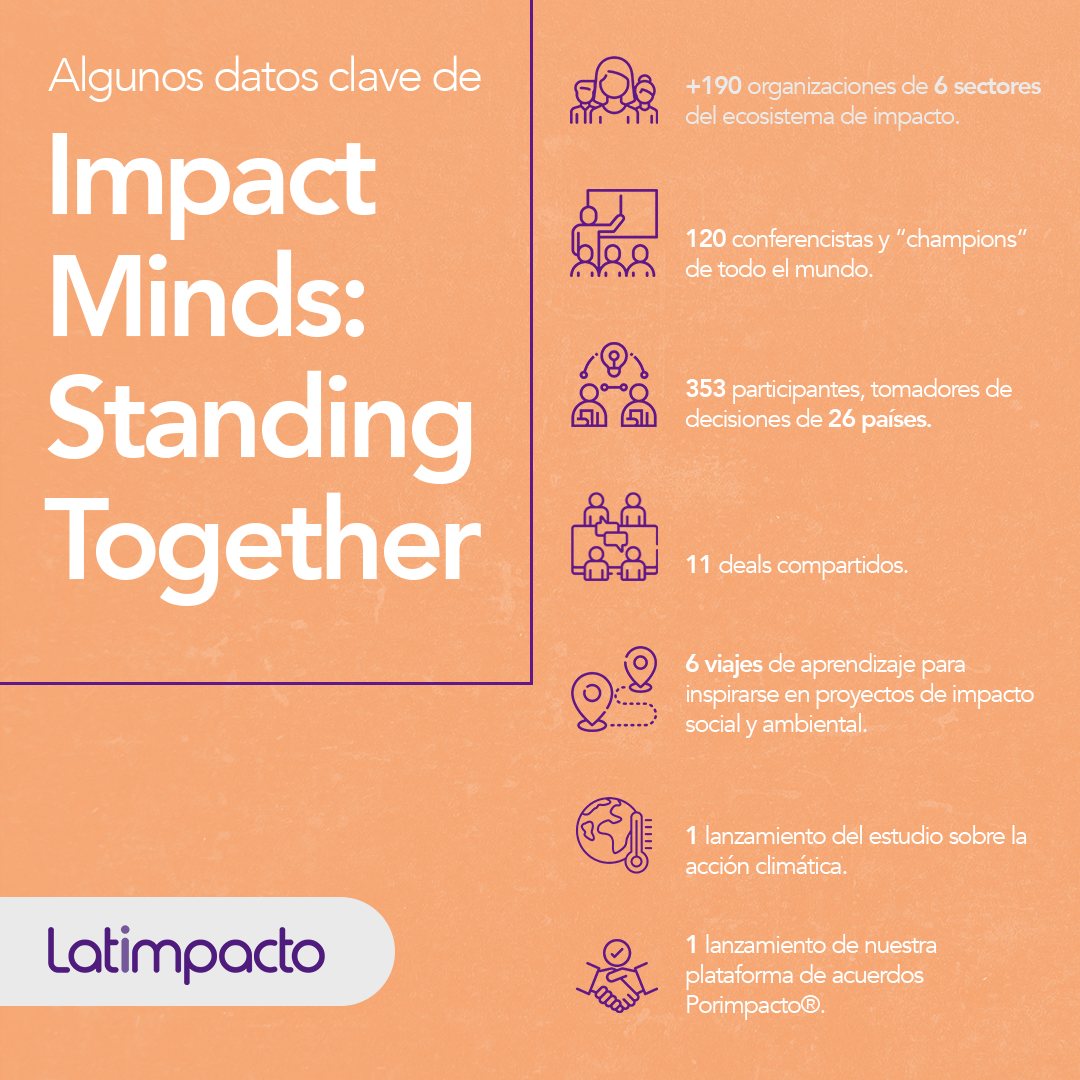 Algunos datos clave de
Impact
Minds:
Standing
Together
+190 organizaciones de 6 sectores
del ecosistema de impacto.
120 conferencistas y “champions”
de todo el mundo.
353 participantes, tomadores de
decisiones de 26 países.
11 deals compartidos.
6 viajes de aprendizaje para
inspirarse en proyectos de impacto
social y ambiental.
1 lanzamiento del estudio sobre la
acción climática.
1 lanzamiento de nuestra
plataforma de acuerdos
Porimpacto®.
Latimpacto